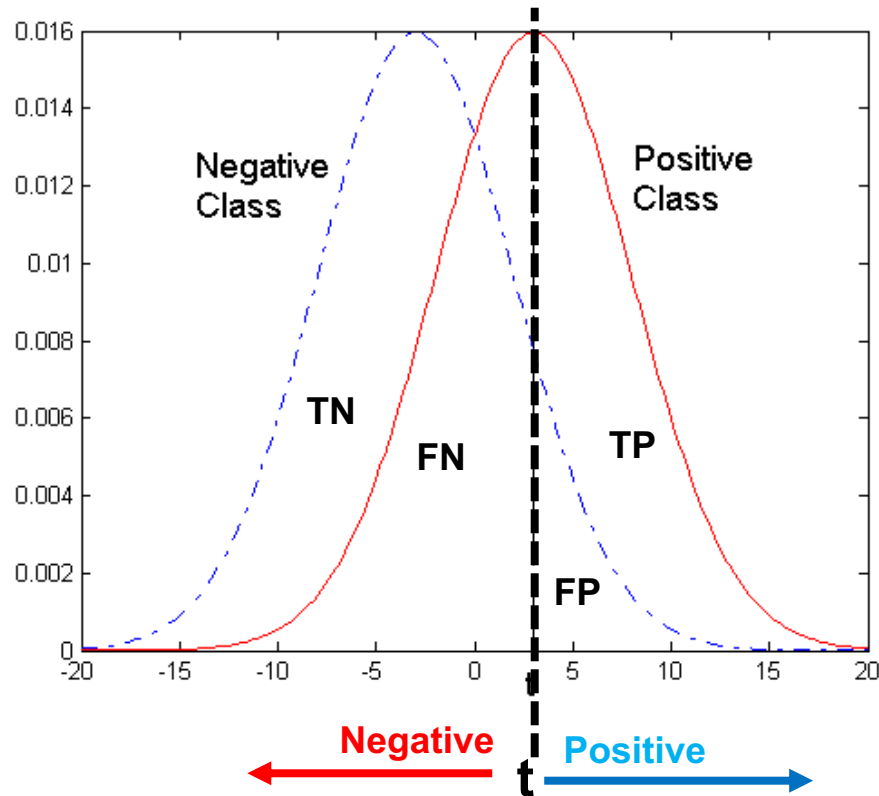 0.016
0.014
0.012
0.01
0.008
0.006
0.004
0.002
0
Negative
Class
Positive
Class
TN
FN
TP
FP
-20 -15 -10 -5 0 5 10 15 20
t
Negative t Positive